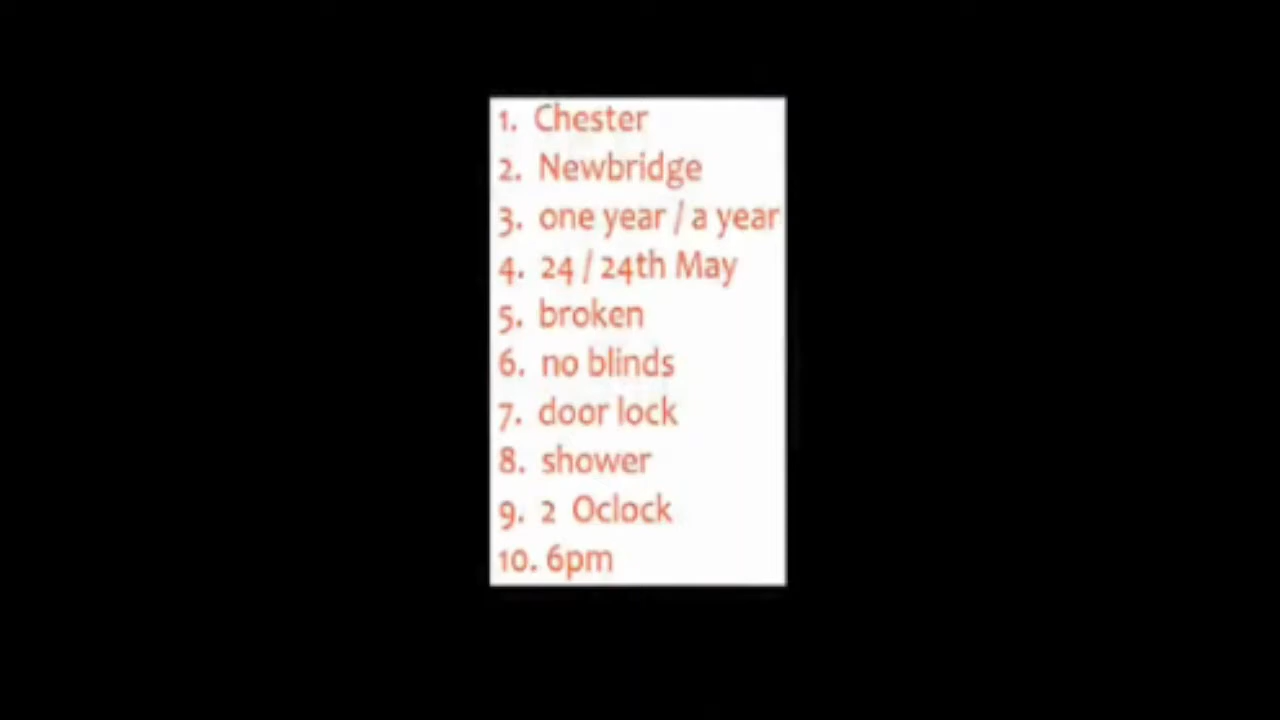 1. Chester
2. Newbridge
3. one year / a year
4. 24 / 24th May
5. broken
6. no blinds
7. door lock
8. shower
9. 2 Oclock
10. 6pm